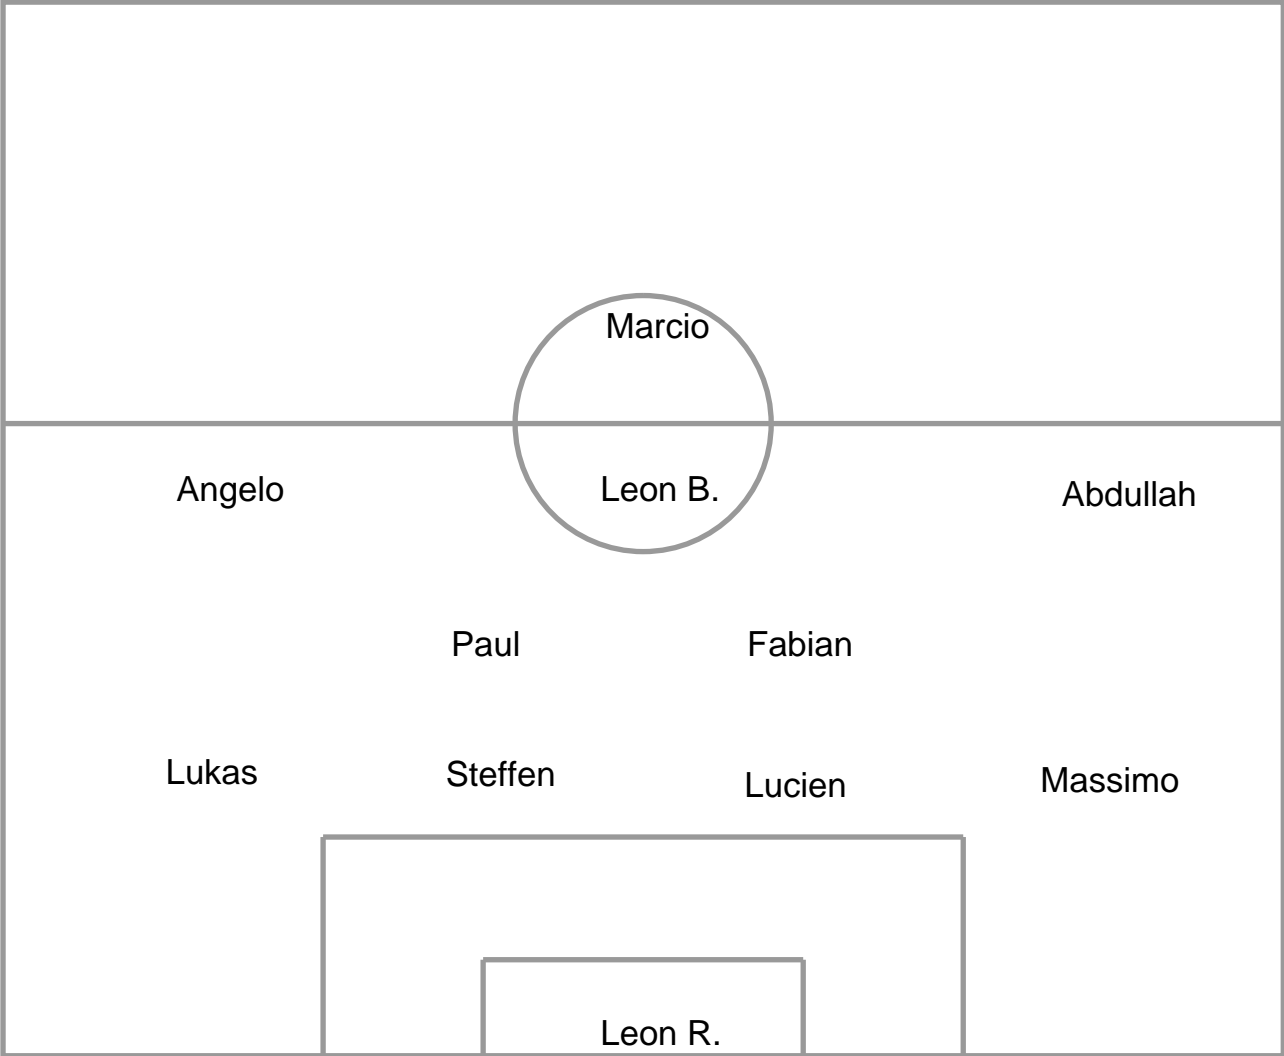 Marcio
Angelo Leon B. Abdullah
Paul Fabian
Lukas Steffen Lucien Massimo
Leon R.